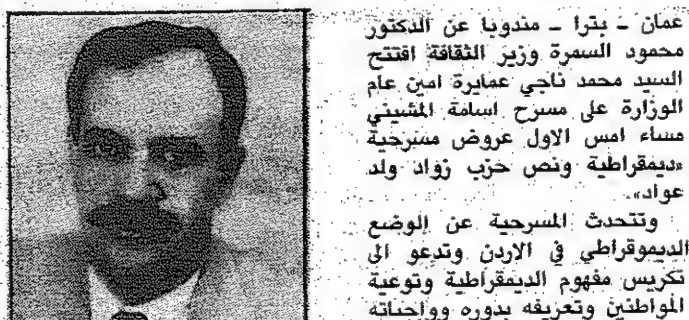 عمان ـ بترا ـ مندوبا عن الدكتور
محمود السمرة وزير الثقافة افتتح
السيد محمد ناجي عمايرة امين عام
الوزارة على مسرح اسامة المشيني
مساء امس الاول عروض مسرحية
«ديمقراطية ونص حزب زواد ولد
عواد».
وتتحدث المسرحية عن الوضع
الديموقراطي في الاردن وتدعو الى
تكريس مفهوم الديمقراطية وتوعية
المواطنين وتعريفه بدوره وواجباته